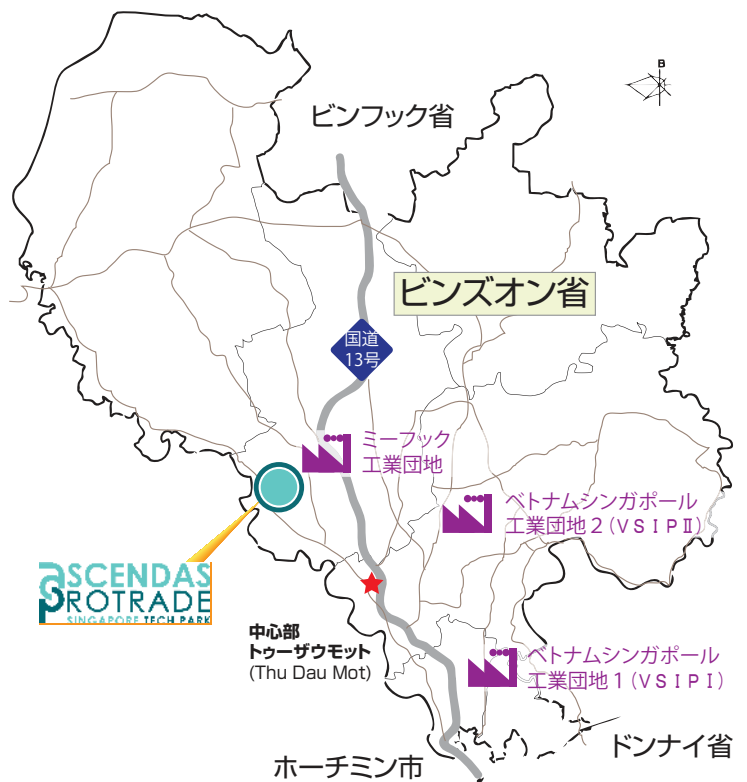 B
ビンフック省
ビンズオン省
国道
13号
ミーフック
工業団地
ベトナムシンガポール
工業団地2(VSIPⅡ)
ASCENDAS
PROTRADE
SINGAPORE TECH PARK
中心部
トゥーザウモット
(Thu Dau Mot)
ベトナムシンガポール
工業団地1(VSIPⅠ)
ドンナイ省
ホーチミン市